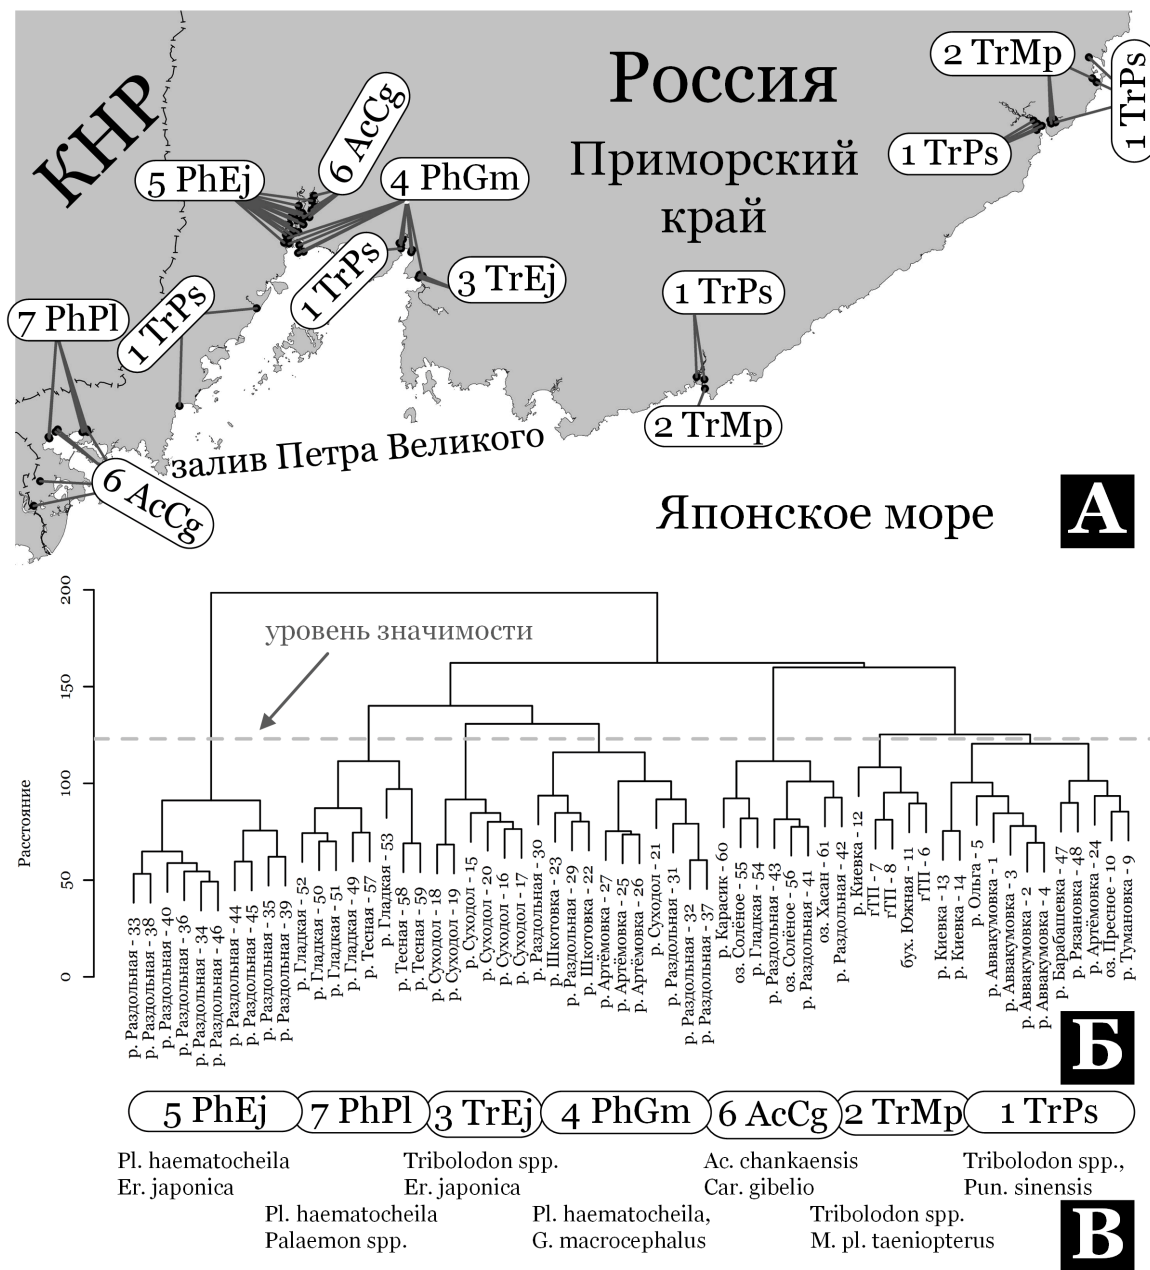 КНР
Россия
Приморский
край
2 TrMp
1 TrPs
1 TrPs
6 AcCg
5 PhEj
4 PhGm
1 TrPs
3 TrEj
1 TrPs
7 PhPl
1 TrPs
2 TrMp
залив Петра Великого
6 AcCg
Японское море
А
уровень значимости
Расстояние
200
150
100
50
0
р. Раздольная - 33
р. Раздольная - 38
р. Раздольная - 40
р. Раздольная - 36
р. Раздольная - 34
р. Раздольная - 46
р. Раздольная - 44
р. Раздольная - 45
р. Раздольная - 35
р. Раздольная - 39
р. Гладкая - 52
р. Гладкая - 50
р. Гладкая - 51
р. Гладкая - 49
р. Тесная - 57
р. Гладкая - 53
р. Тесная - 58
р. Тесная - 59
р. Суходол - 18
р. Суходол - 19
р. Суходол - 15
р. Суходол - 20
р. Суходол - 16
р. Суходол - 17
р. Раздольная - 30
р. Шкотовка - 23
р. Раздольная - 29
р. Шкотовка - 22
р. Артёмовка - 27
р. Артёмовка - 25
р. Артёмовка - 26
р. Суходол - 21
р. Раздольная - 31
р. Раздольная - 32
р. Раздольная - 37
р. Карасик - 60
оз. Солёное - 55
р. Гладкая - 54
р. Раздольная - 43
оз. Солёное - 56
р. Раздольная - 41
оз. Хасан - 61
р. Раздольная - 42
р. Киевка - 12
гТП - 7
гТП - 8
бух. Южная - 11
гТП - 6
р. Киевка - 13
р. Киевка - 14
р. Ольга - 5
р. Аввакумовка - 1
р. Аввакумовка - 3
р. Аввакумовка - 2
р. Аввакумовка - 4
р. Барабашевка - 47
р. Рязановка - 48
р. Артёмовка - 24
оз. Пресное - 10
р. Тумановка - 9
Б
5 PhEj
7 PhPl
3 TrEj
4 PhGm
6 AcCg
2 TrMp
1 TrPs
Pl. haematocheila
Er. japonica
Tribolodon spp.
Er. japonica
Ac. chankaensis
Car. gibelio
Tribolodon spp.,
Pun. sinensis
Pl. haematocheila
Palaemon spp.
Pl. haematocheila,
G. macrocephalus
Tribolodon spp.
M. pl. taeniopterus
В